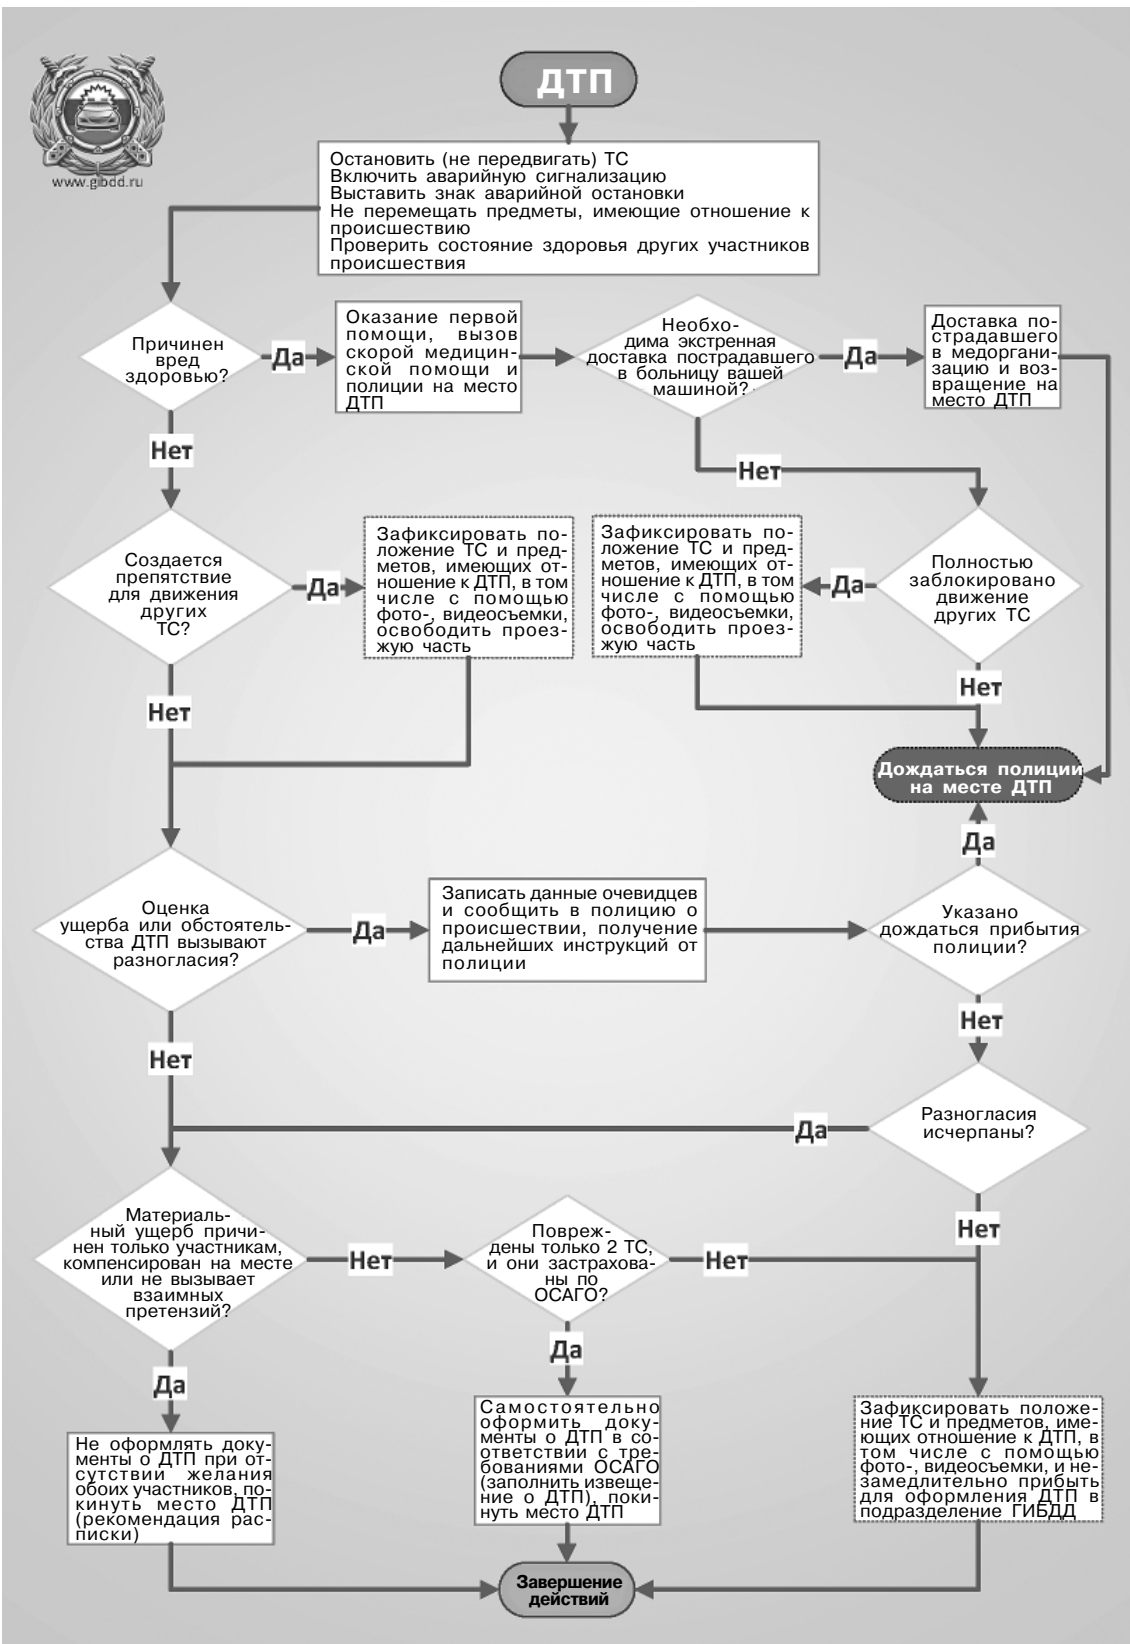 ДТП
www.gibdd.ru
Остановить (не передвигать) ТС
Включить аварийную сигнализацию
Выставить знак аварийной остановки
Не перемещать предметы, имеющие отношение к
происшествию
Проверить состояние здоровья других участников
происшествия
Причинен
вред
здоровью?
Да
Оказание первой
помощи, вызов
скорой медицин-
ской помощи и
полиции на место
ДТП
Необхо-
дима экстренная
доставка пострадавшего
в больницу вашей
машиной?
Да
Доставка по-
страдавшего
в медоргани-
зацию и воз-
вращение на
место ДТП
Нет
Нет
Создается
препятствие
для движения
других
ТС?
Да
Зафиксировать по-
ложение ТС и пред-
метов, имеющих от-
ношение к ДТП, в том
числе с помощью
фото-, видеосъемки,
освободить проез-
жую часть
Зафиксировать по-
ложение ТС и пред-
метов, имеющих от-
ношение к ДТП, в том
числе с помощью
фото-, видеосъемки,
освободить проез-
жую часть
Да
Полностью
заблокировано
движение
других ТС
Нет
Нет
Дождаться полиции
на месте ДТП
Да
Оценка
ущерба или обстоятель-
ства ДТП вызывают
разногласия?
Да
Записать данные очевидцев
и сообщить в полицию о
происшествии, получение
дальнейших инструкций от
полиции
Указано
дождаться прибытия
полиции?
Нет
Нет
Разногласия
исчерпаны?
Да
Нет
Материаль-
ный ущерб причи-
нен только участникам,
компенсирован на месте
или не вызывает
взаимных
претензий?
Нет
Повреж-
дены только 2 ТС,
и они застрахова-
ны по
ОСАГО?
Нет
Да
Да
Не оформлять доку-
менты о ДТП при от-
сутствии желания
обоих участников, по-
кинуть место ДТП
(рекомендация рас-
писки)
Самостоятельно
оформить доку-
менты о ДТП в со-
ответствии с тре-
бованиями ОСАГО
(заполнить извеще-
ние о ДТП), поки-
нуть место ДТП
Зафиксировать положе-
ние ТС и предметов, име-
ющих отношение к ДТП, в
том числе с помощью
фото-, видеосъемки, и не-
замедлительно прибыть
для оформления ДТП в
подразделение ГИБДД
Завершение
действий